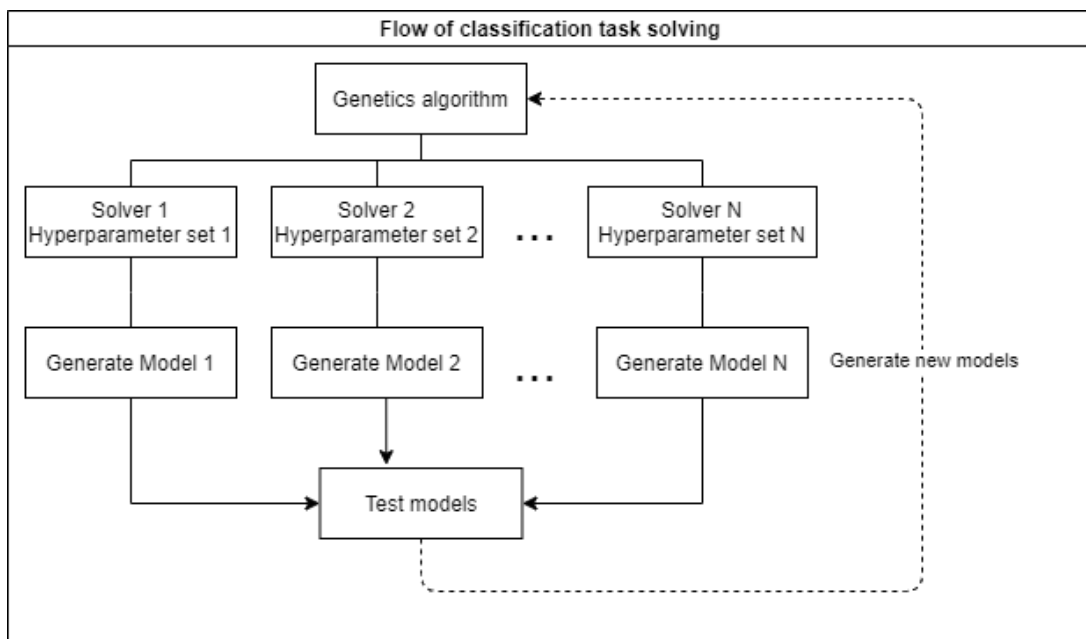 Flow of classification task solving
Genetics algorithm
Solver 1
Hyperparameter set 1
Solver 2
Hyperparameter set 2
...
Solver N
Hyperparameter set N
Generate Model 1
Generate Model 2
...
Generate Model N
Generate new models
Test models